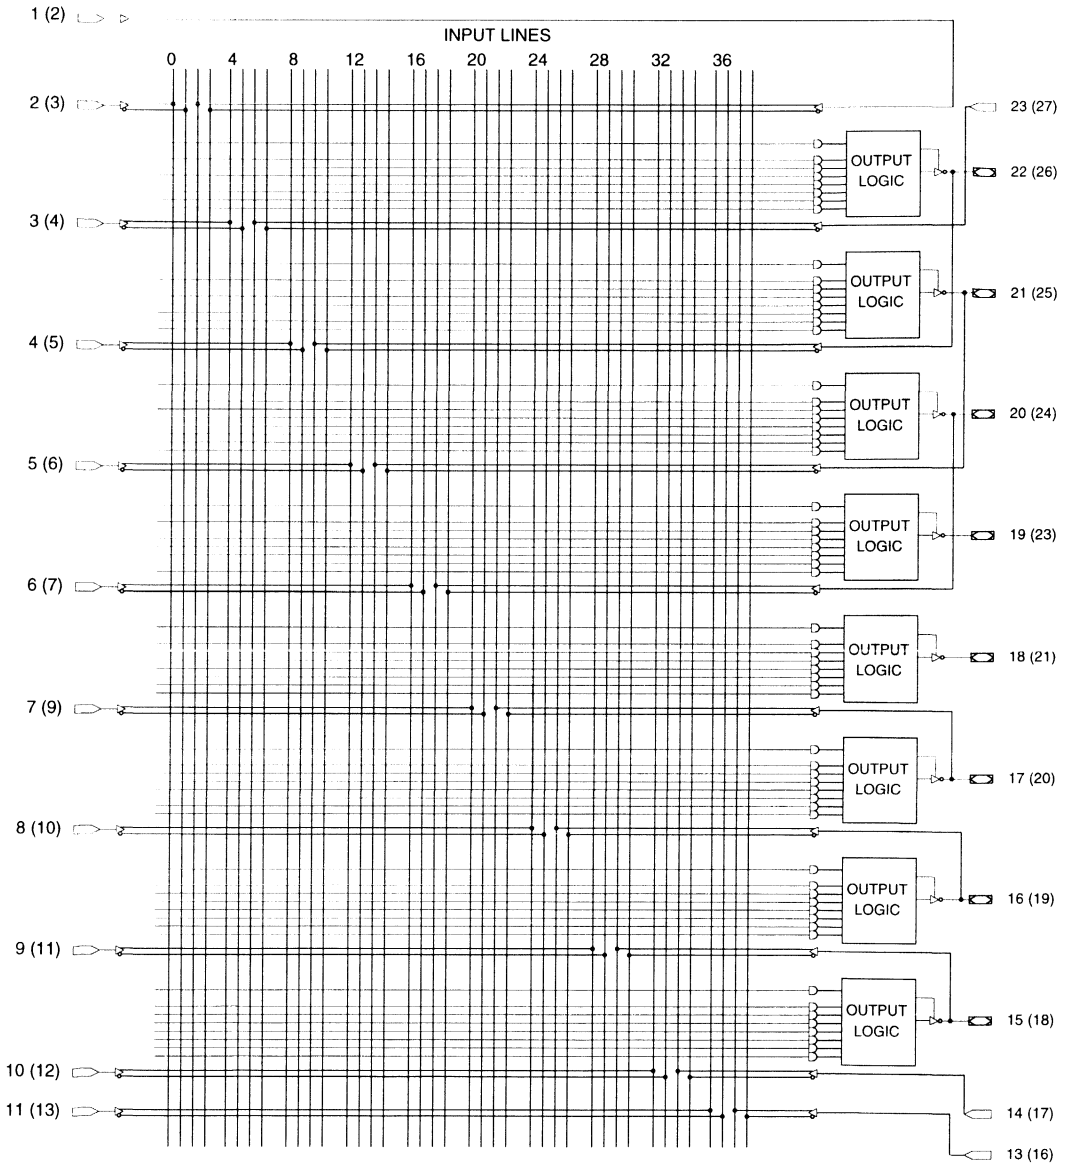 1 (2)
INPUT LINES
0 4 8 12 16 20 24 28 32 36
2 (3)
23 (27)
OUTPUT
LOGIC
22 (26)
3 (4)
OUTPUT
LOGIC
21 (25)
4 (5)
OUTPUT
LOGIC
20 (24)
5 (6)
OUTPUT
LOGIC
19 (23)
6 (7)
OUTPUT
LOGIC
18 (21)
7 (9)
OUTPUT
LOGIC
17 (20)
8 (10)
OUTPUT
LOGIC
16 (19)
9 (11)
OUTPUT
LOGIC
15 (18)
10 (12)
11 (13)
14 (17)
13 (16)